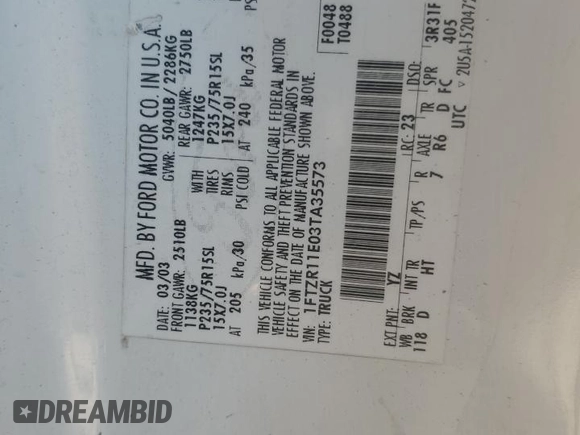 MFD. BY FORD MOTOR CO. IN U.S.A.
DATE: 03/03 GVWR: 5040LB/ 2286KG
FRONT GAWR: 2510LB REAR GAWR: 2750LB
1138KG WITH 1247KG
P235/75R15SL TIRES P235/75R15SL
15X7.0J RIMS 15X7.0J
AT 205 kPa/30 PSI COLD AT 240 kPa/35
THIS VEHICLE CONFORMS TO ALL APPLICABLE FEDERAL MOTOR
VEHICLE SAFETY AND THEFT PREVENTION STANDARDS IN
EFFECT ON THE DATE OF MANUFACTURE SHOWN ABOVE.
VIN: 1FTZR11E03TA35573 F0048
TYPE: TRUCK T0488
EXT PNT: YZ RC: 23 DSO:
WB BRK INT TR TP/PS R AXLE TR SPR 3R31F
118 D HT 7 R6 D FC 405
UTC
DREAMBID